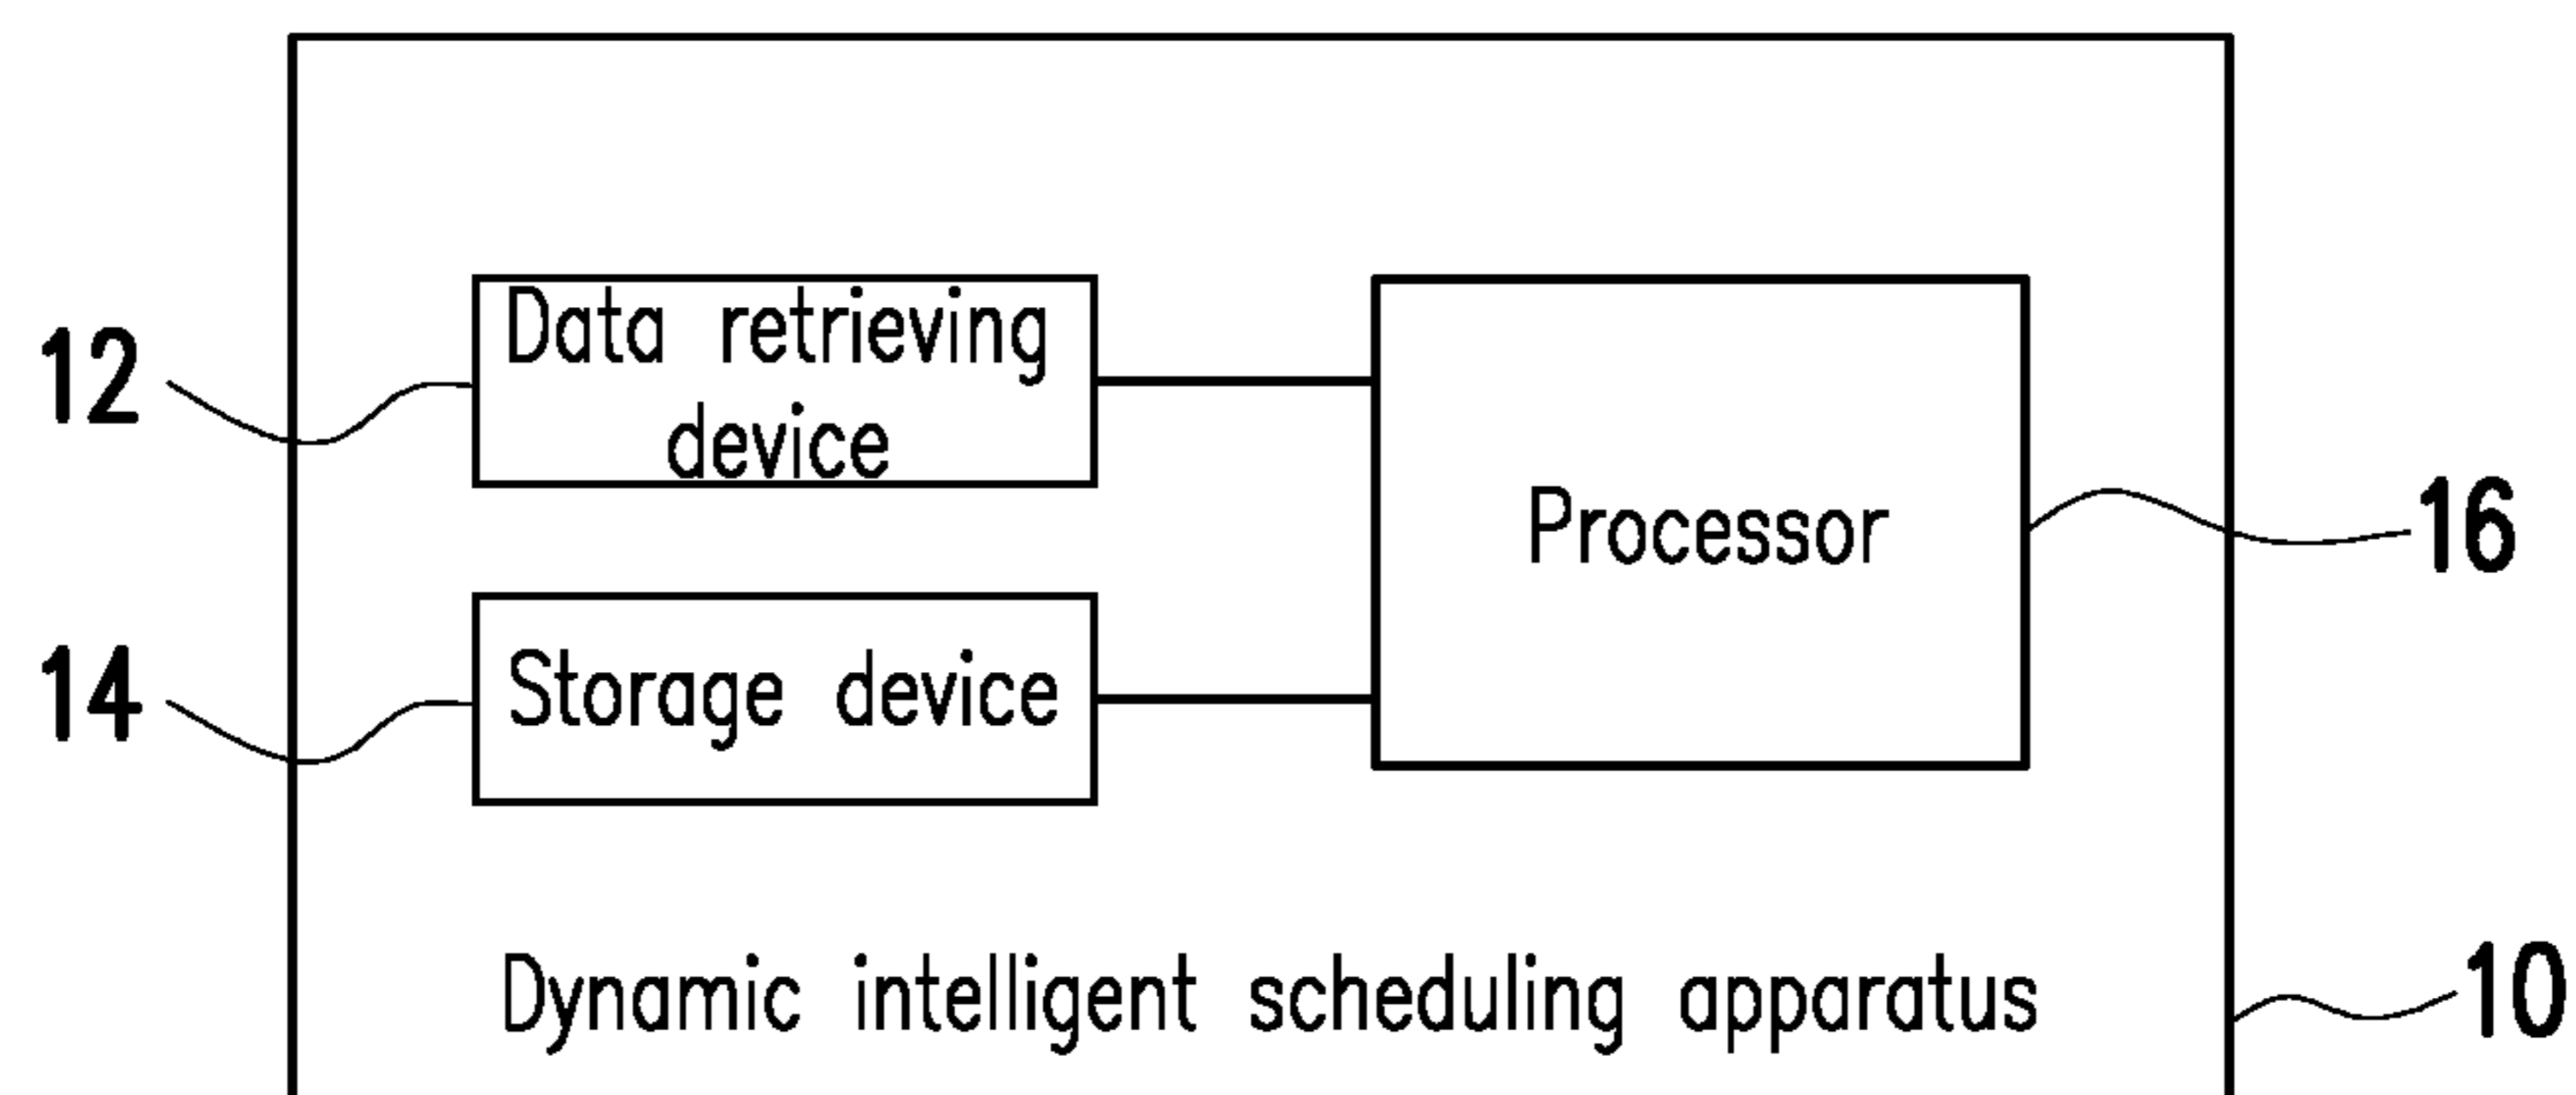 Data retrieving
device
12
Processor
16
Storage device
14
Dynamic intelligent scheduling apparatus
10